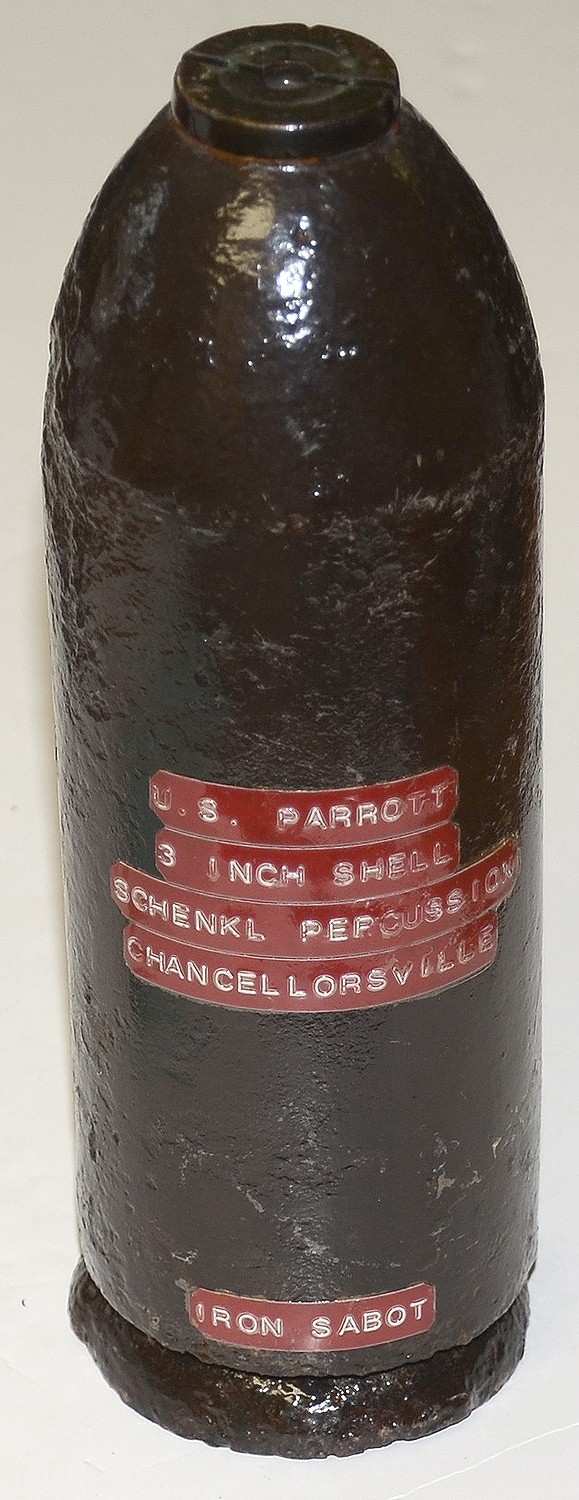 U.S. PARROTT
3 INCH SHELL
SCHENKL PERCUSSION
CHANCELLORSVILLE
IRON SABOT